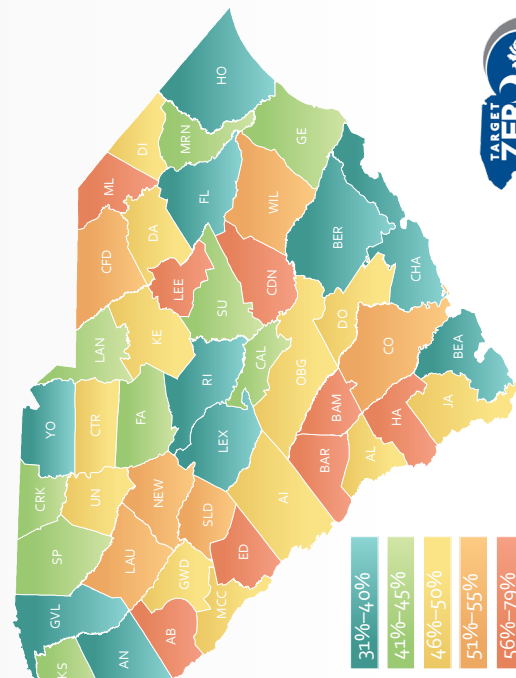 HO
DI
MRN
GE
ML
FL
WIL
DA
CFD
LEE
CDN
BER
SU
CHA
LAN
KE
RI
CAL
OBG
DO
CO
BEA
YO
CTR
FA
LEX
BAM
HA
JA
BAR
AL
CRK
UN
NEW
SLD
AI
SP
LAU
GWD
ED
MCC
GVL
AB
AN
KS
31%–40%
41%–45%
46%–50%
51%–55%
56%–79%
TARGET
ZER